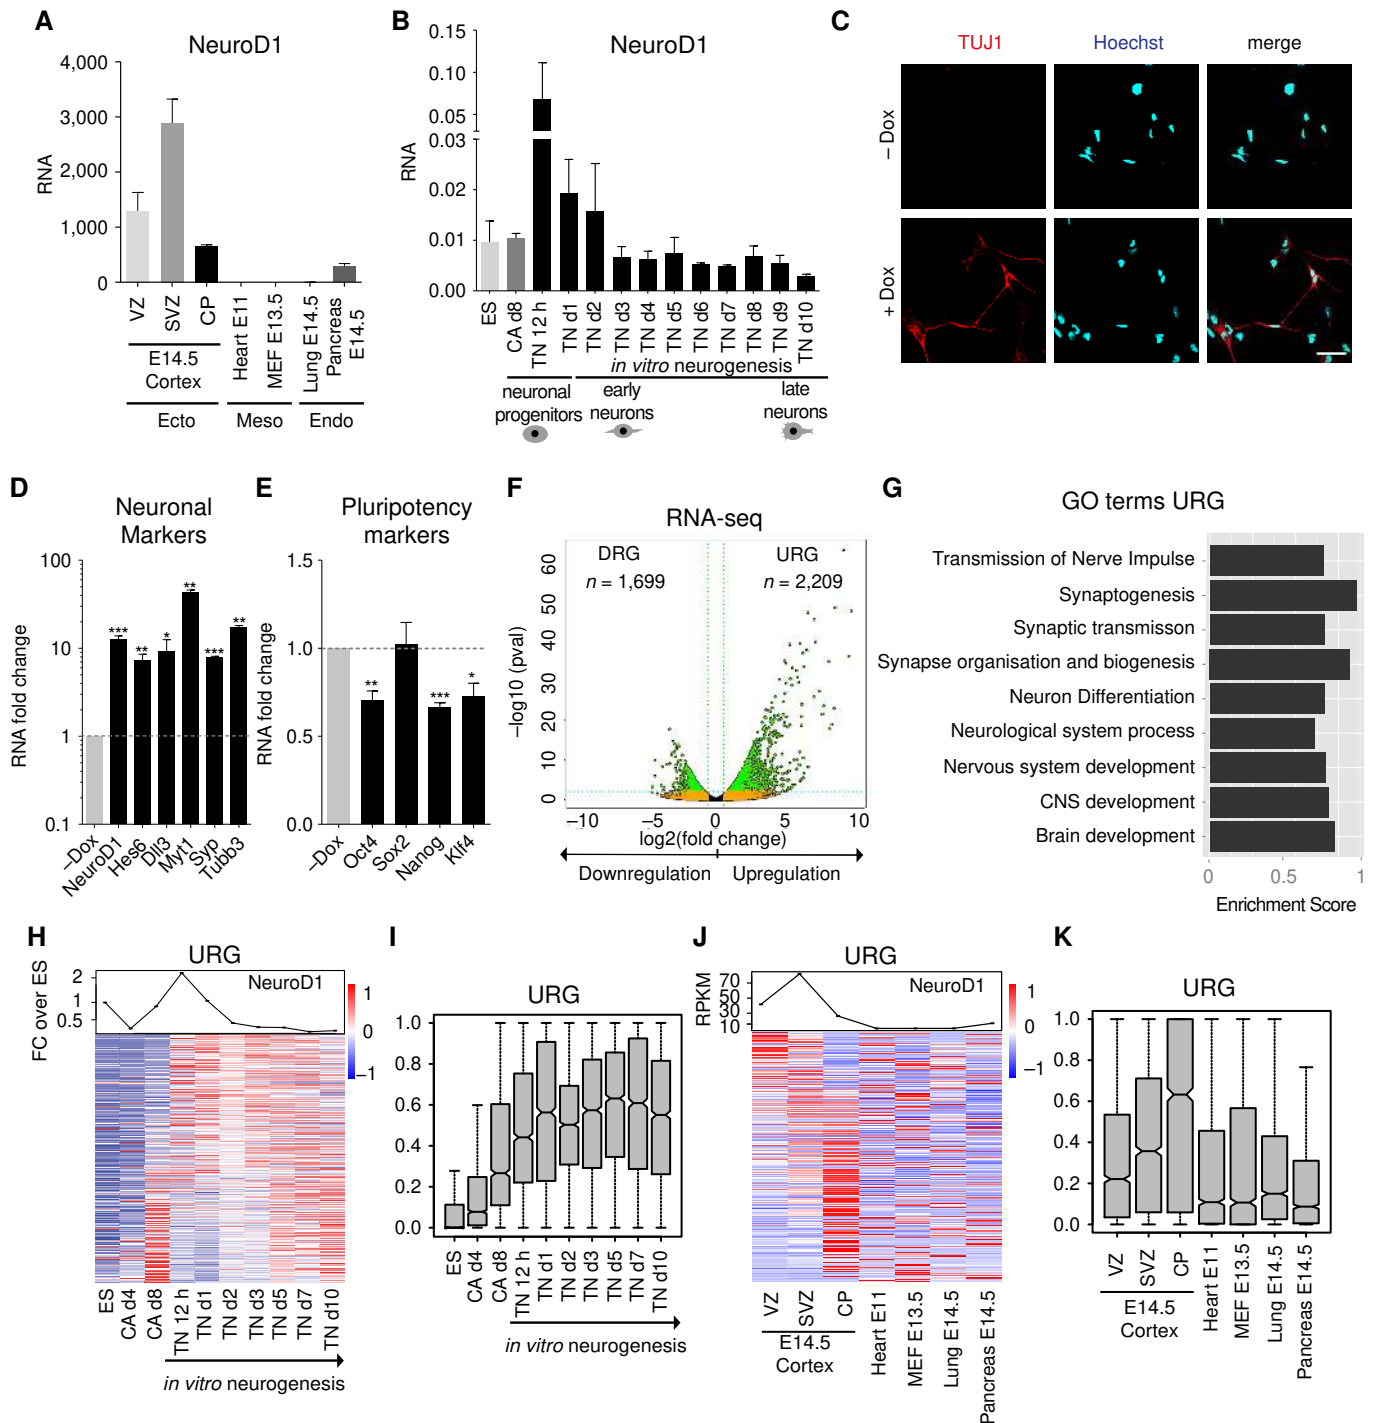 A
NeuroD1
4,000
3,000
2,000
1,000
0
RNA
VZ
SVZ
CP
Heart E11
MEF E13.5
Lung E14.5
Pancreas
E14.5
E14.5
Cortex
Ecto
Meso
Endo
B
NeuroD1
0.15
0.10
0.05
0.03
0.02
0.01
0.00
RNA
ES
CA d8
TN 12 h
TN d1
TN d2
TN d3
TN d4
TN d5
TN d6
TN d7
TN d8
TN d9
TN d10
in vitro neurogenesis
neuronal
progenitors
early
neurons
late
neurons
C
TUJ1
Hoechst
merge
– Dox
+ Dox
D
Neuronal
Markers
100
10
1
0.1
RNA fold change
***
**
*
**
***
**
–Dox
NeuroD1
Hes6
Dll3
Myt1
Syp
Tubb3
E
Pluripotency
markers
1.5
1.0
0.5
0.0
RNA fold change
**
***
*
–Dox
Oct4
Sox2
Nanog
Klf4
F
RNA-seq
DRG
n = 1,699
URG
n = 2,209
60
50
40
30
20
10
0
–log10 (pval)
–10
–5
0
5
10
log2(fold change)
Downregulation
Upregulation
G
GO terms URG
Transmission of Nerve Impulse
Synaptogenesis
Synaptic transmisson
Synapse organisation and biogenesis
Neuron Differentiation
Neurological system process
Nervous system development
CNS development
Brain development
0
0.5
1
Enrichment Score
H
URG
2
1
0.5
FC over ES
NeuroD1
1
0
–1
ES
CA d4
CA d8
TN 12 h
TN d1
TN d2
TN d3
TN d5
TN d7
TN d10
in vitro neurogenesis
I
URG
1.0
0.8
0.6
0.4
0.2
0.0
ES
CA d4
CA d8
TN 12 h
TN d1
TN d2
TN d3
TN d5
TN d7
TN d10
in vitro neurogenesis
J
URG
70
50
30
10
RPKM
NeuroD1
1
0
–1
VZ
SVZ
CP
Heart E11
MEF E13.5
Lung E14.5
Pancreas E14.5
E14.5
Cortex
K
URG
1.0
0.8
0.6
0.4
0.2
0.0
VZ
SVZ
CP
Heart E11
MEF E13.5
Lung E14.5
Pancreas E14.5
E14.5
Cortex